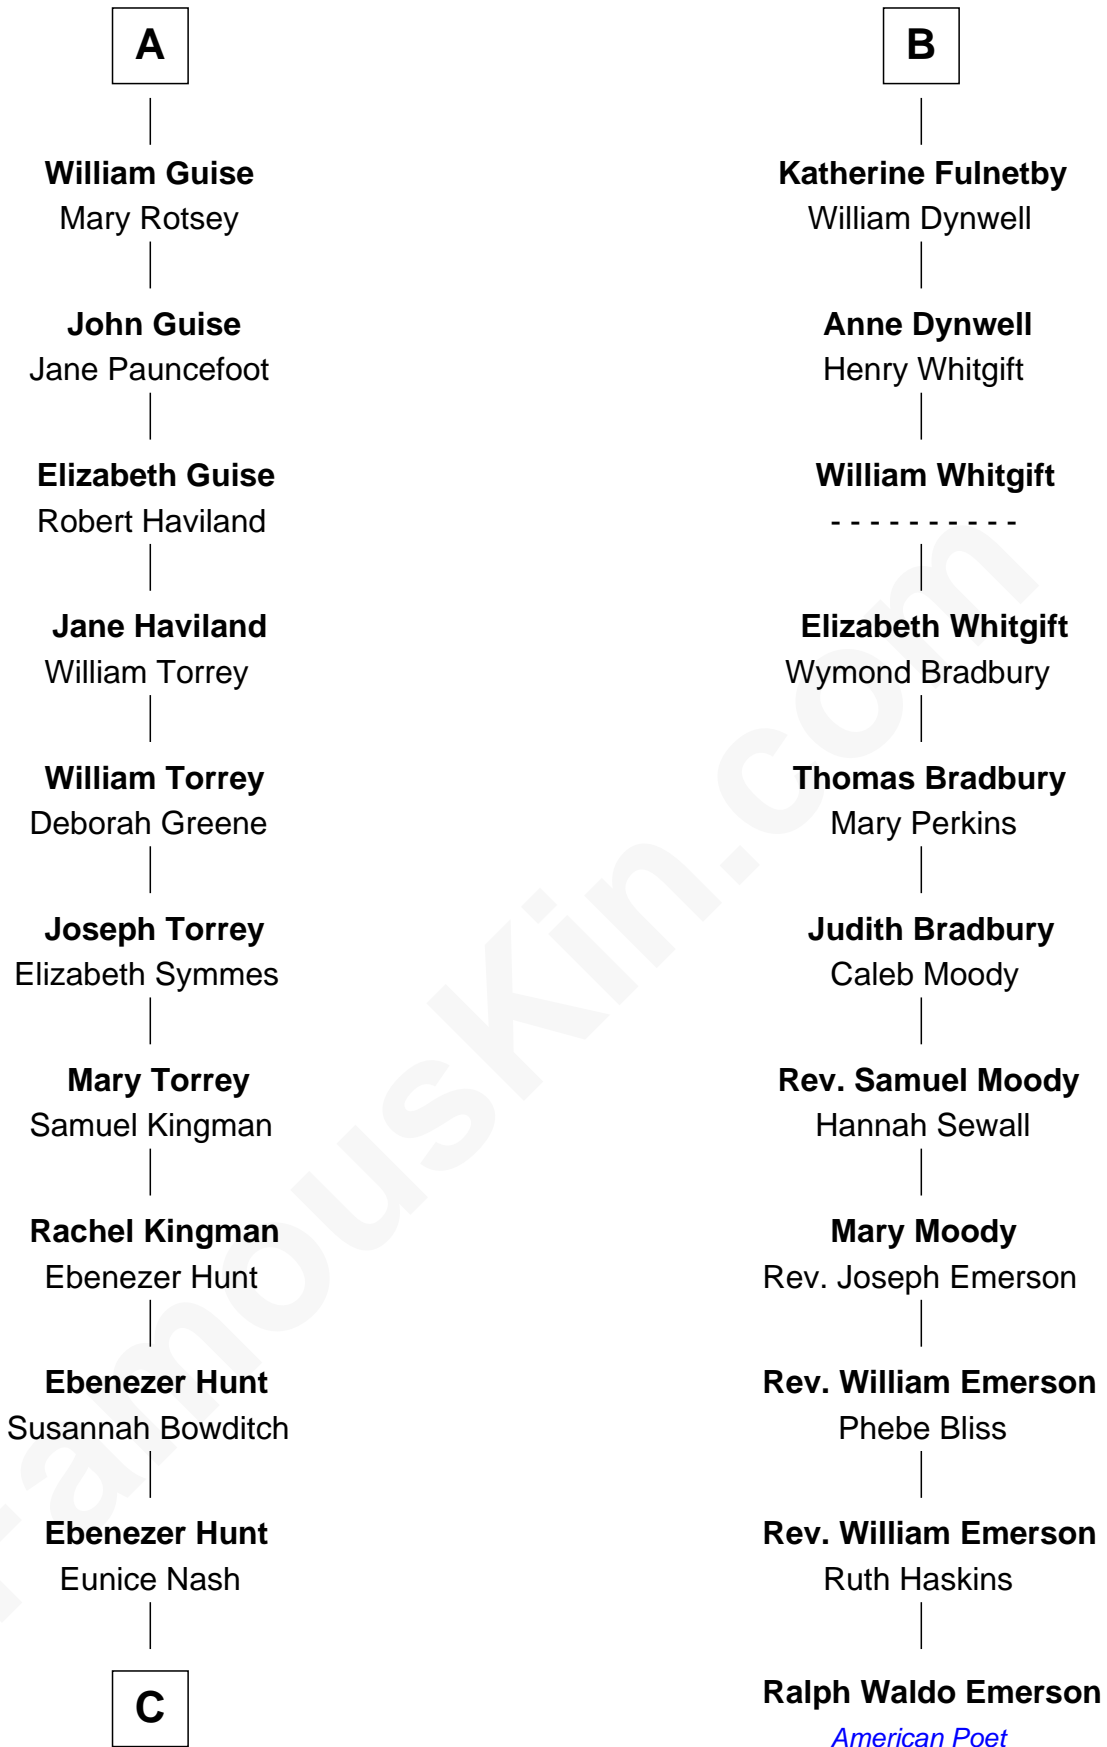 A
William Guise
Mary Rotsey
John Guise
Jane Pauncefoot
Elizabeth Guise
Robert Haviland
Jane Haviland
William Torrey
William Torrey
Deborah Greene
Joseph Torrey
Elizabeth Symmes
Mary Torrey
Samuel Kingman
Rachel Kingman
Ebenezer Hunt
Ebenezer Hunt
Susannah Bowditch
Ebenezer Hunt
Eunice Nash
C
B
Katherine Fulnetby
William Dynwell
Anne Dynwell
Henry Whitgift
William Whitgift
- - - - - - - - - -
Elizabeth Whitgift
Wymond Bradbury
Thomas Bradbury
Mary Perkins
Judith Bradbury
Caleb Moody
Rev. Samuel Moody
Hannah Sewall
Mary Moody
Rev. Joseph Emerson
Rev. William Emerson
Phebe Bliss
Rev. William Emerson
Ruth Haskins
Ralph Waldo Emerson
American Poet
FamousKin.com